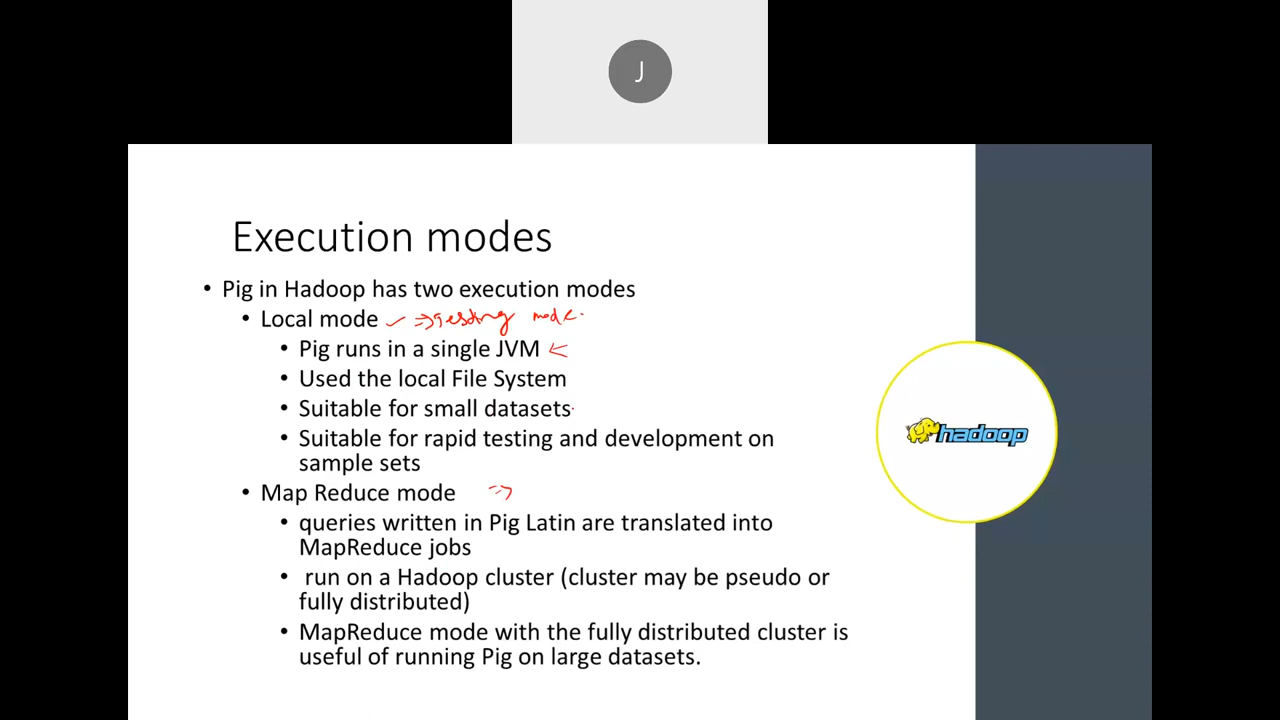 J
Execution modes
• Pig in Hadoop has two execution modes
• Local mode ✓ ⇒ Testing mode.
• Pig runs in a single JVM ←
• Used the local File System
• Suitable for small datasets
• Suitable for rapid testing and development on
sample sets
• Map Reduce mode ⇒
• queries written in Pig Latin are translated into
MapReduce jobs
• run on a Hadoop cluster (cluster may be pseudo or
fully distributed)
• MapReduce mode with the fully distributed cluster is
useful of running Pig on large datasets.
hadoop